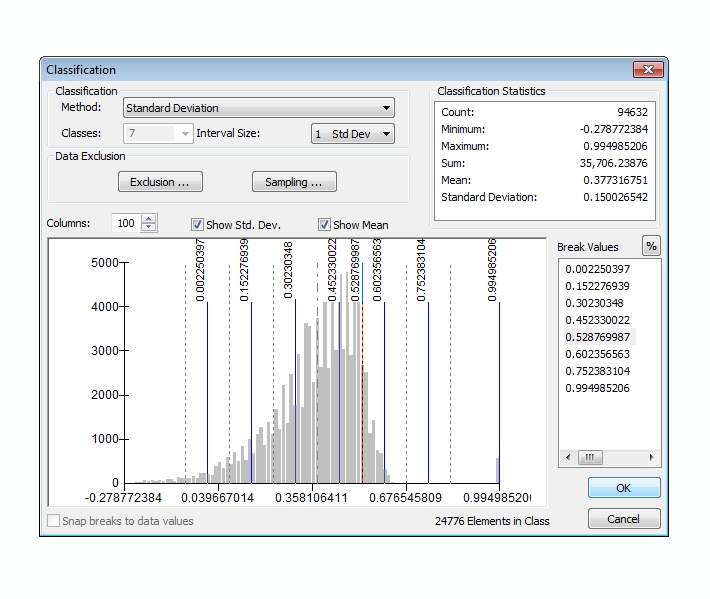 Classification
Classification
Method: Standard Deviation
Classes: 7 Interval Size: 1 Std Dev
Data Exclusion
Exclusion ... Sampling ...
Classification Statistics
Count: 94632
Minimum: -0.278772384
Maximum: 0.994985206
Sum: 35,706.23876
Mean: 0.377316751
Standard Deviation: 0.150026542
Columns: 100 Show Std. Dev. Show Mean
0.002250397
0.152276939
0.30230348
0.452330022
0.528769987
0.602356563
0.752383104
0.994985206
5000
4000
3000
2000
1000
0
-0.278772384 0.039667014 0.358106411 0.676545809 0.994985206
Break Values %
0.002250397
0.152276939
0.30230348
0.452330022
0.528769987
0.602356563
0.752383104
0.994985206
OK
Snap breaks to data values 24776 Elements in Class Cancel